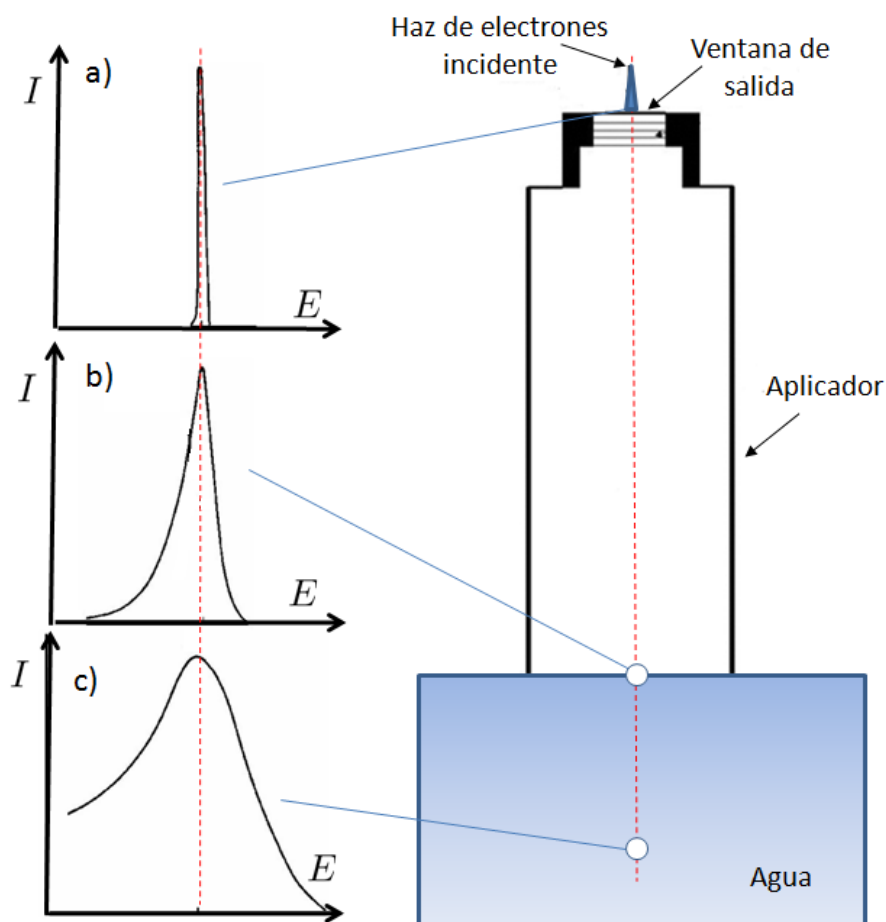 a)
I
E
b)
I
E
c)
I
E
Haz de electrones
incidente
Ventana de
salida
Aplicador
Agua